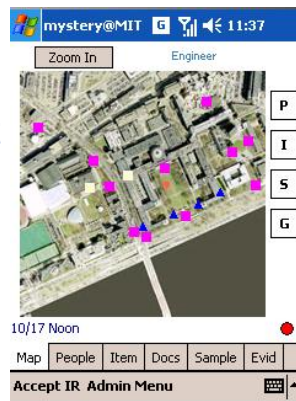 mystery@MIT G 11:37
Zoom In Engineer
P
I
S
G
10/17 Noon
Map People Item Docs Sample Evid
Accept IR Admin Menu